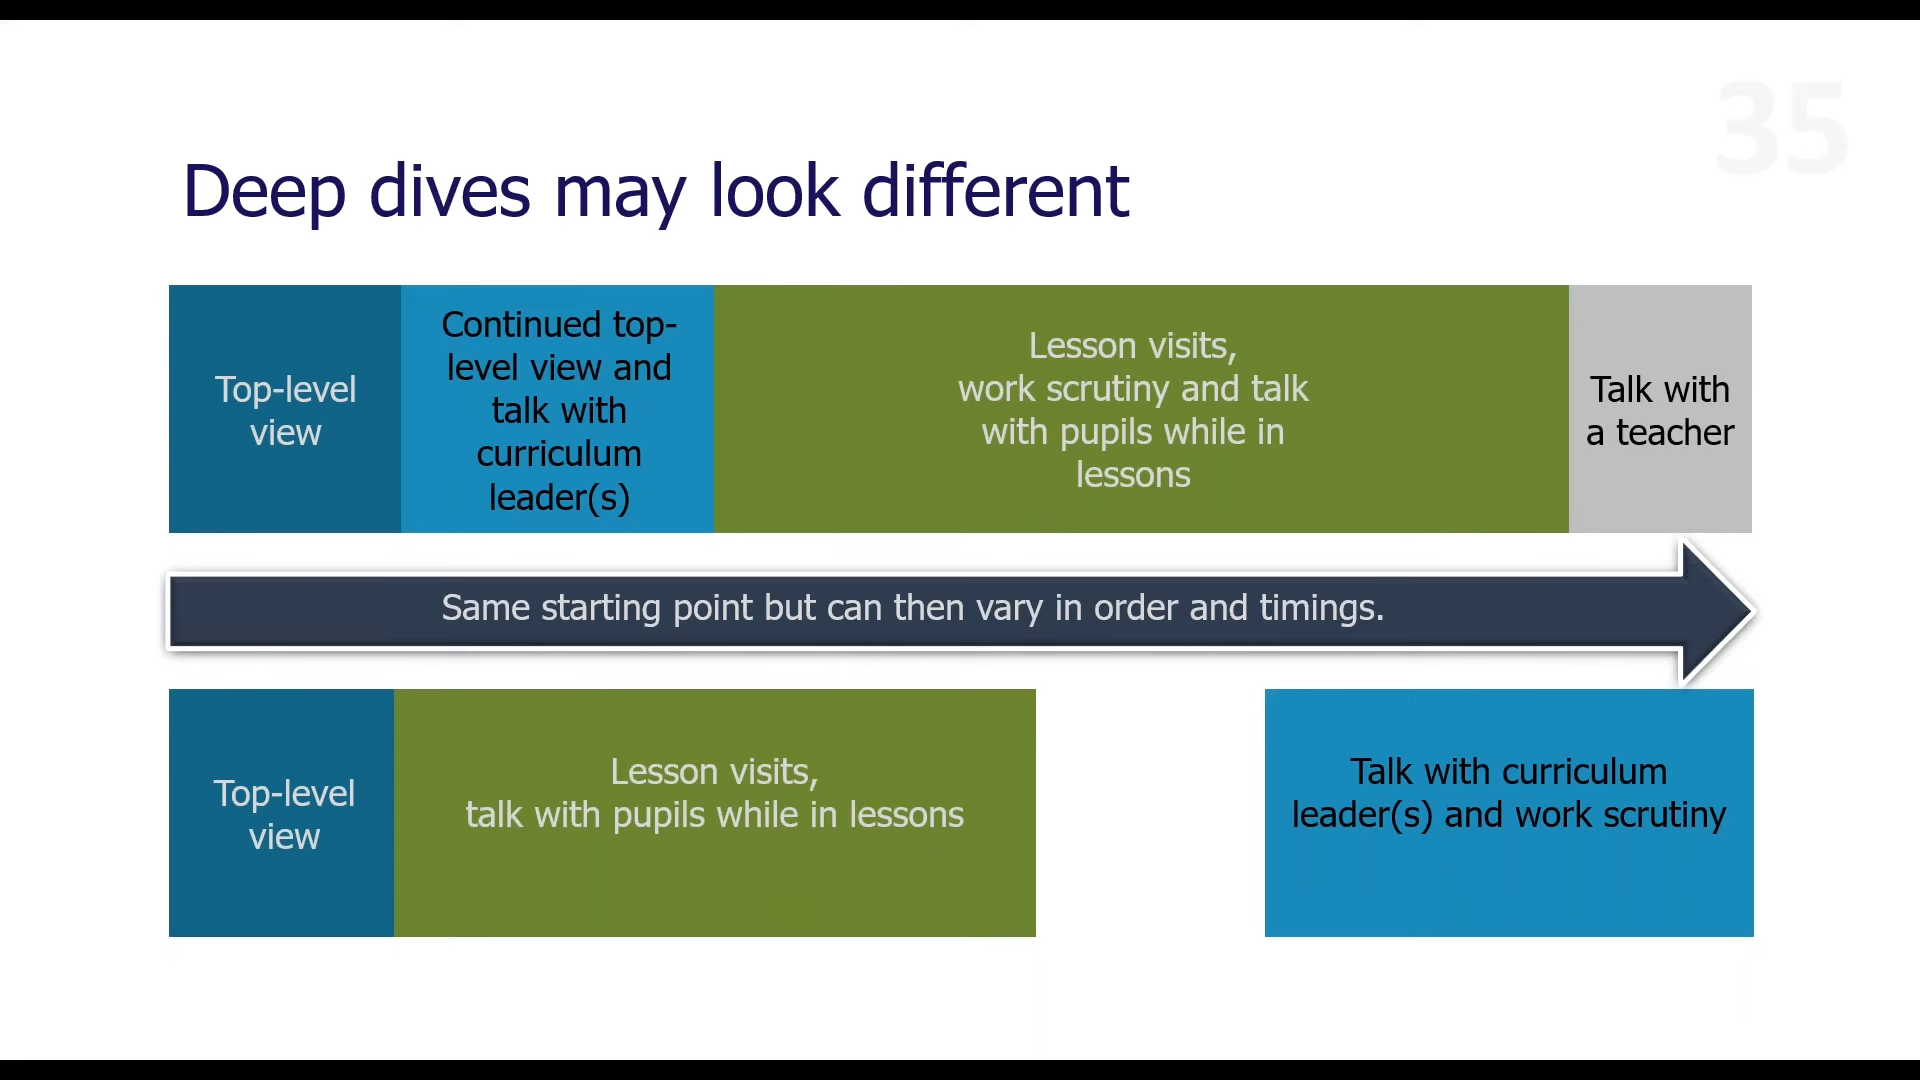 35
Deep dives may look different
Top-level
view
Continued top-
level view and
talk with
curriculum
leader(s)
Lesson visits,
work scrutiny and talk
with pupils while in
lessons
Talk with
a teacher
Same starting point but can then vary in order and timings.
Top-level
view
Lesson visits,
talk with pupils while in lessons
Talk with curriculum
leader(s) and work scrutiny